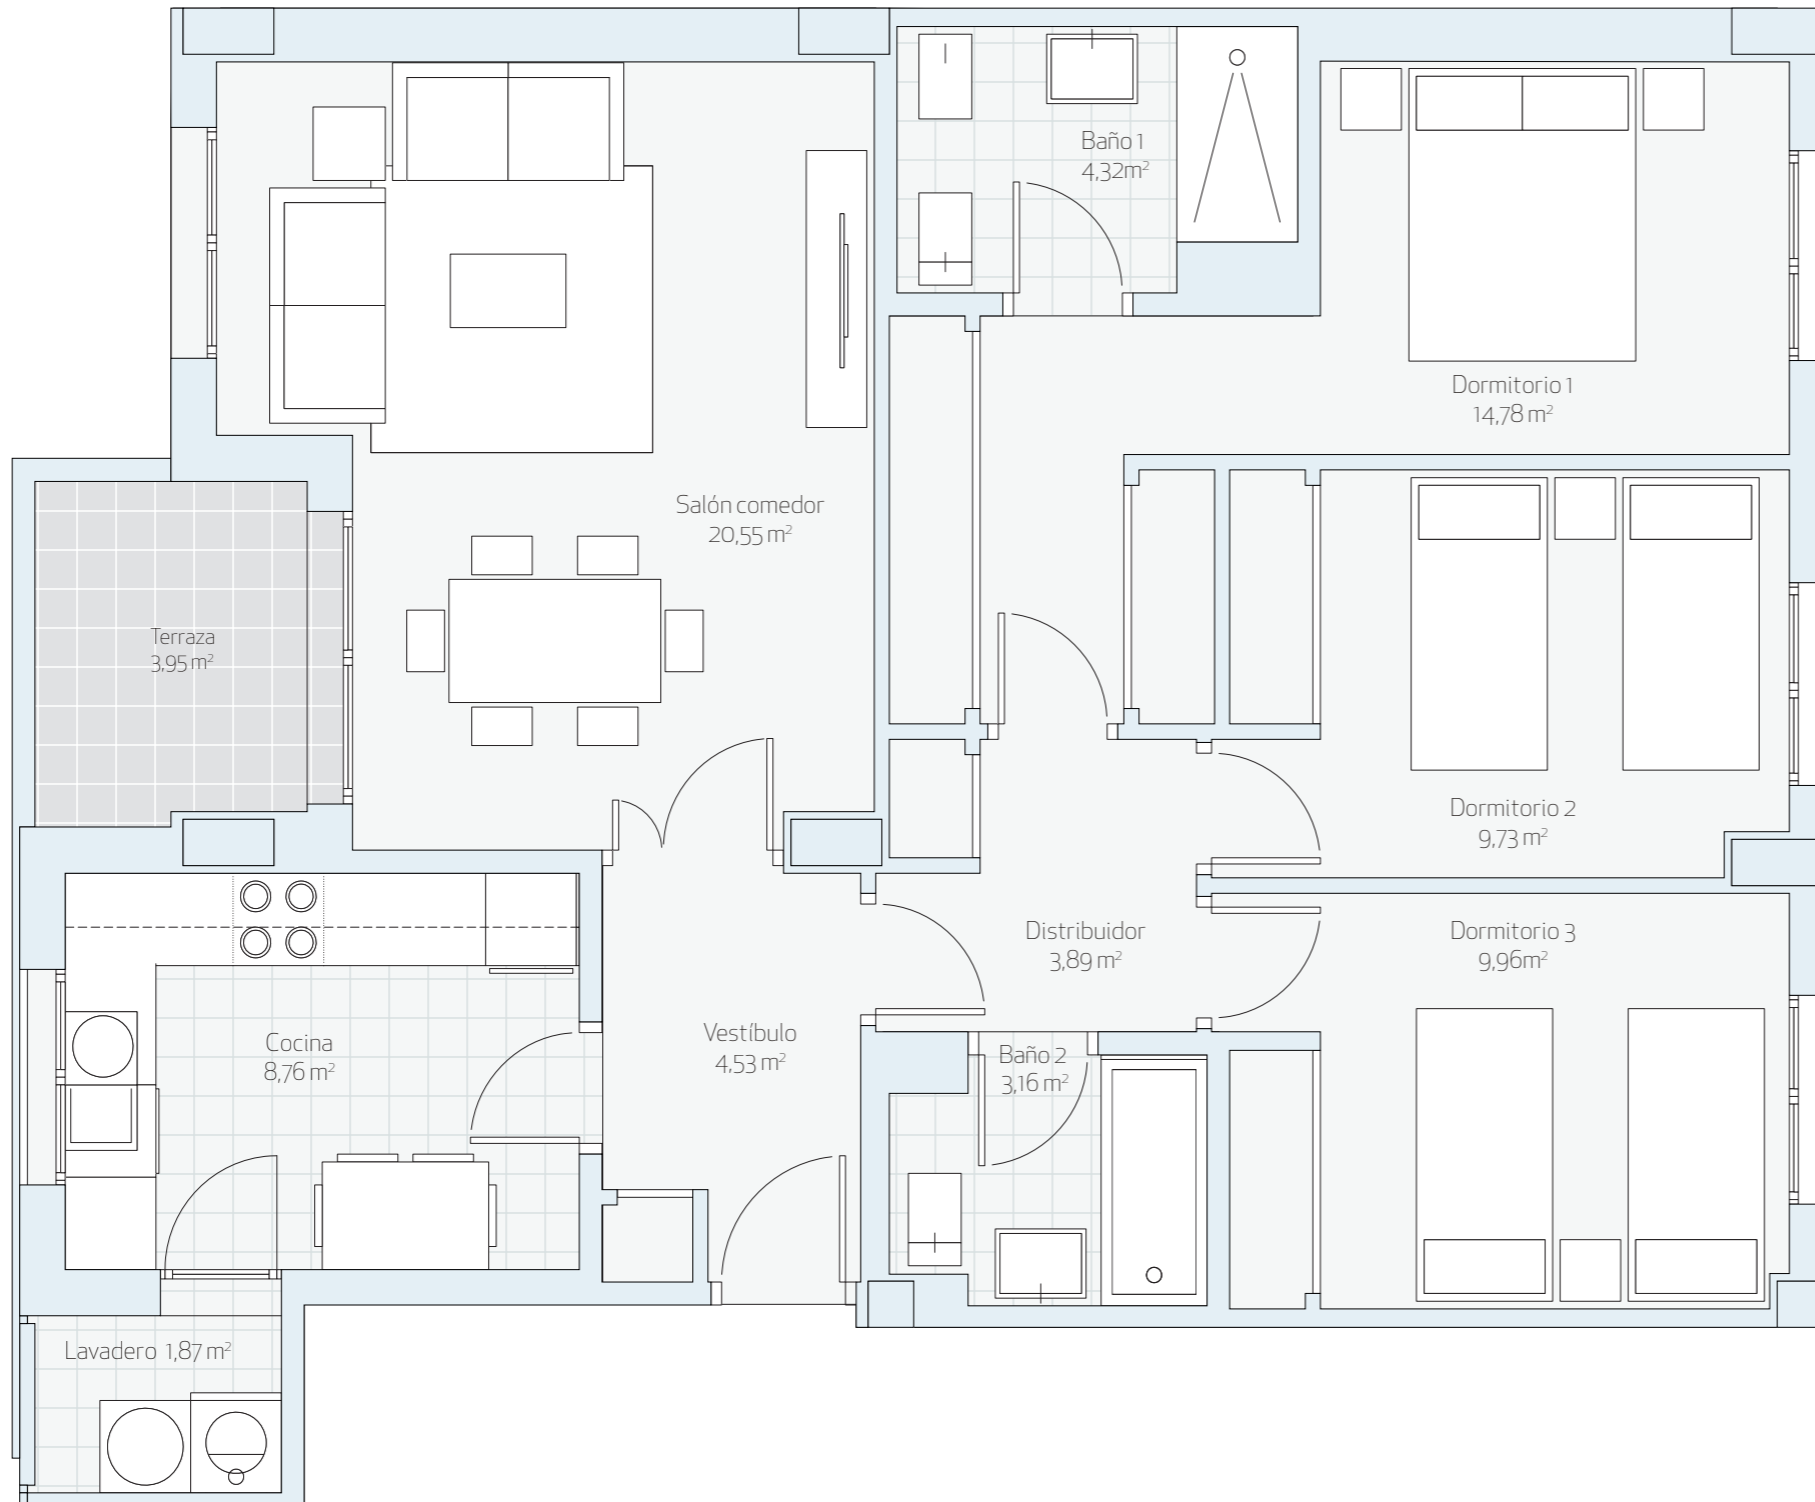 Baño 1
4,32m²
Dormitorio 1
14,78 m²
Salón comedor
20,55 m²
Terraza
3,95 m²
Dormitorio 2
9,73 m²
Distribuidor
3,89 m²
Dormitorio 3
9,96m²
Vestíbulo
4,53 m²
Cocina
8,76 m²
Baño 2
3,16 m²
Lavadero 1,87 m²